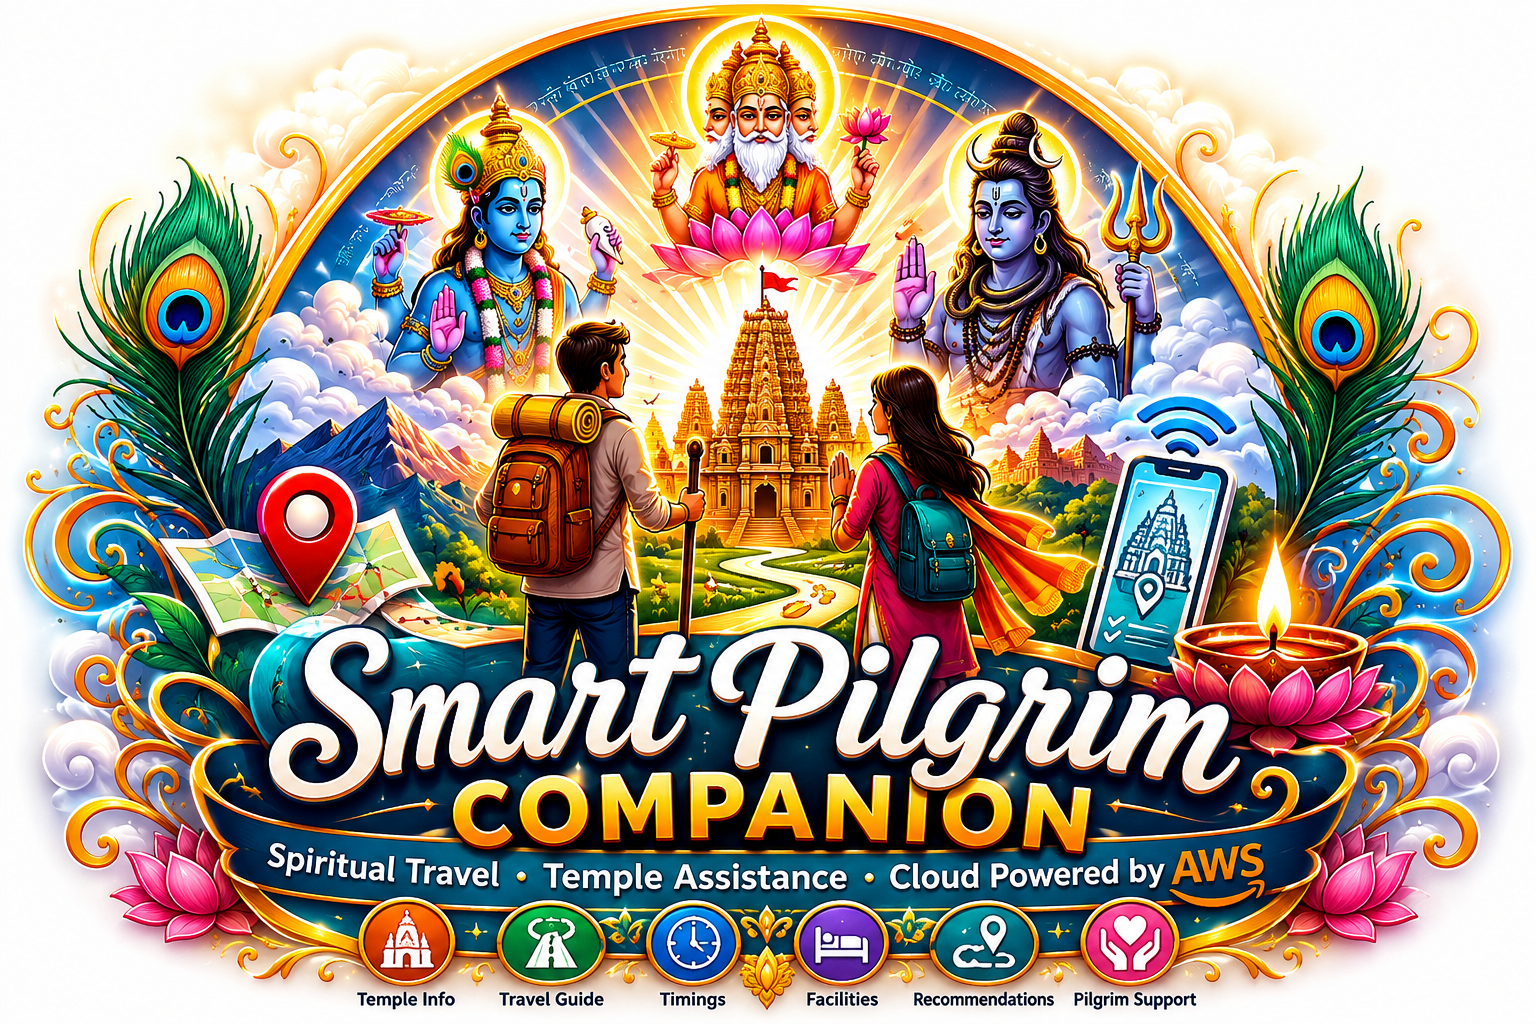 Smart Pilgrim
COMPANION
Spiritual Travel • Temple Assistance • Cloud Powered by AWS
Temple Info
Travel Guide
Timings
Facilities
Recommendations
Pilgrim Support